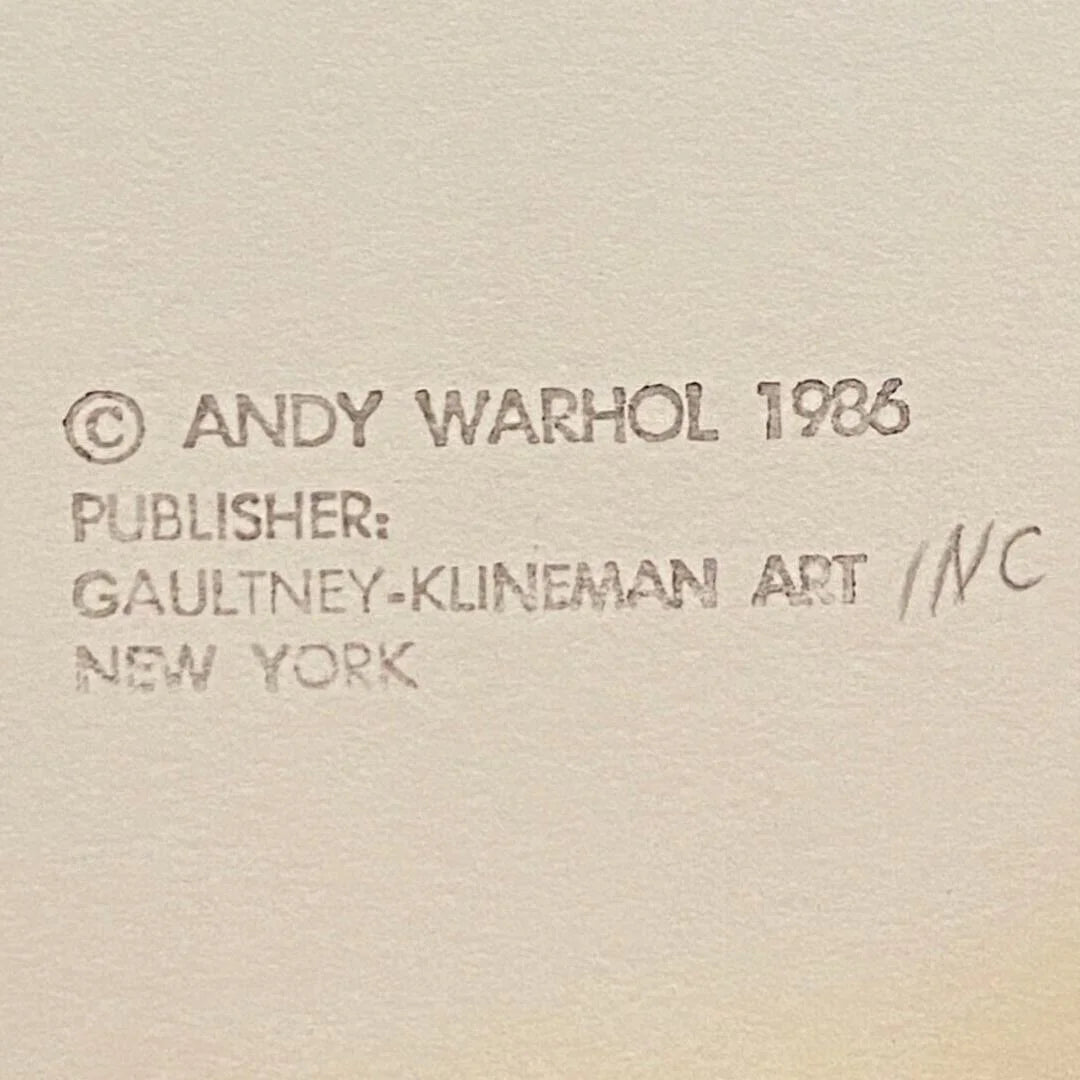 © ANDY WARHOL 1986
PUBLISHER:
GAULTNEY-KLINEMAN ART INC
NEW YORK